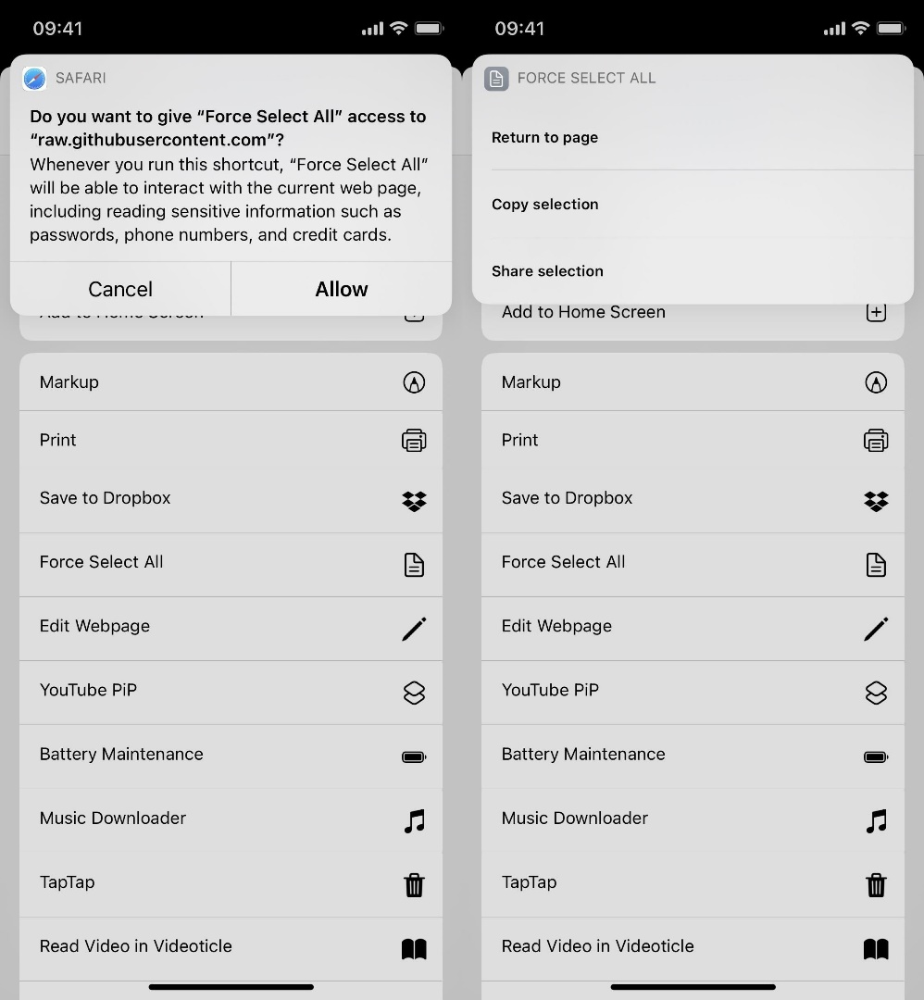 09:41
SAFARI
Do you want to give “Force Select All” access to
“raw.githubusercontent.com”?
Whenever you run this shortcut, “Force Select All”
will be able to interact with the current web page,
including reading sensitive information such as
passwords, phone numbers, and credit cards.
Cancel
Allow
Add to Home Screen
Markup
Print
Save to Dropbox
Force Select All
Edit Webpage
YouTube PiP
Battery Maintenance
Music Downloader
TapTap
Read Video in Videoticle
09:41
FORCE SELECT ALL
Return to page
Copy selection
Share selection
Add to Home Screen
Markup
Print
Save to Dropbox
Force Select All
Edit Webpage
YouTube PiP
Battery Maintenance
Music Downloader
TapTap
Read Video in Videoticle